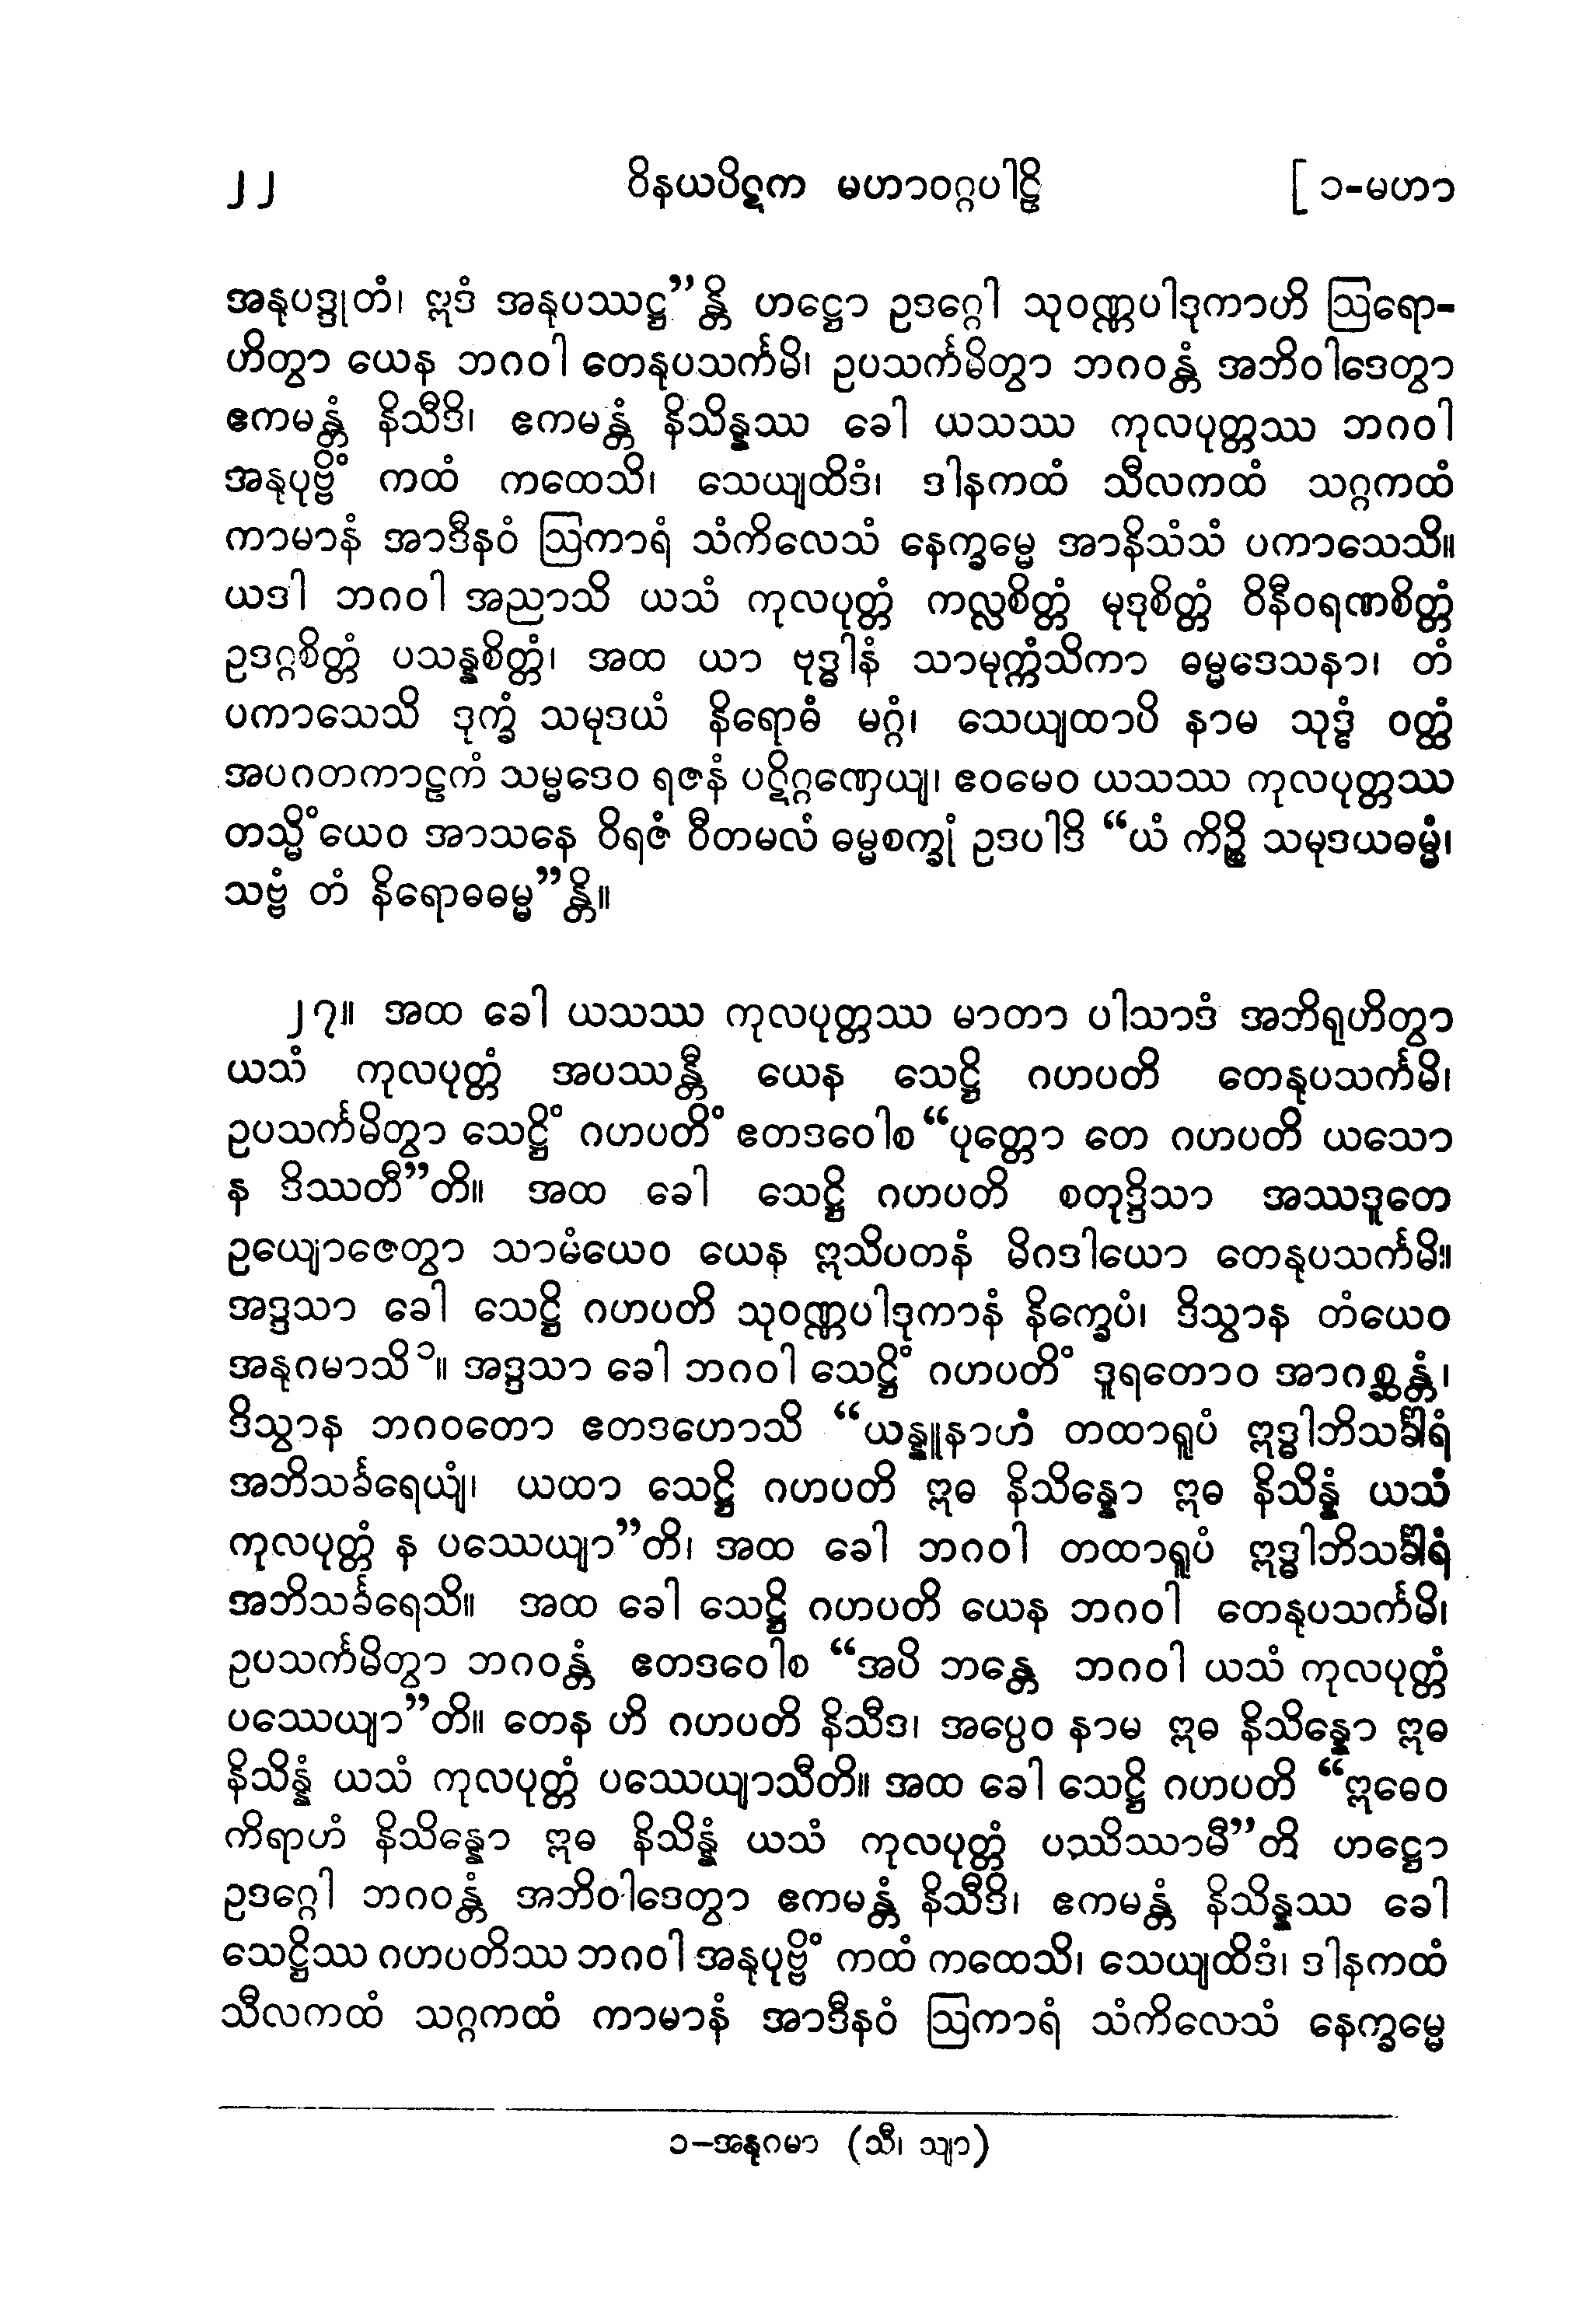 ၂၂ ဝိနယပိဋက မဟာဝဂ္ဂပါဠိ [ ၁-မဟာ
အနုပဒ္ဒုတံ၊ ဣဒံ အနုပဿဋ္ဌ”န္တိ ဟဋ္ဌော ဥဒဂ္ဂေါ သုဝဏ္ဏပါဒုကာဟိ ဩရော-
ဟိတွာ ယေန ဘဂဝါ တေနုပသင်္ကမိ၊ ဥပသင်္ကမိတွာ ဘဂဝန္တံ အဘိဝါဒေတွာ
ဧကမန္တံ နိသီဒိ၊ ဧကမန္တံ နိသိန္နဿ ခေါ ယသဿ ကုလပုတ္တဿ ဘဂဝါ
အနုပုဗ္ဗိံ ကထံ ကထေသိ၊ သေယျထိဒံ၊ ဒါနကထံ သီလကထံ သဂ္ဂကထံ
ကာမာနံ အာဒီနဝံ ဩကာရံ သံကိလေသံ နေက္ခမ္မေ အာနိသံသံ ပကာသေသိ။
ယဒါ ဘဂဝါ အညာသိ ယသံ ကုလပုတ္တံ ကလ္လစိတ္တံ မုဒုစိတ္တံ ဝိနီဝရဏစိတ္တံ
ဥဒဂ္ဂစိတ္တံ ပသန္နစိတ္တံ၊ အထ ယာ ဗုဒ္ဓါနံ သာမုက္ကံသိကာ ဓမ္မဒေသနာ၊ တံ
ပကာသေသိ ဒုက္ခံ သမုဒယံ နိရောဓံ မဂ္ဂံ၊ သေယျထာပိ နာမ သုဒ္ဓံ ဝတ္ထံ
အပဂတကာဠကံ သမ္မဒေဝ ရဇနံ ပဋိဂ္ဂဏှေယျ၊ ဧဝမေဝ ယသဿ ကုလပုတ္တဿ
တသ္မိံယေဝ အာသနေ ဝိရဇံ ဝီတမလံ ဓမ္မစက္ခုံ ဥဒပါဒိ “ယံ ကိဉ္စိ သမုဒယဓမ္မံ၊
သဗ္ဗံ တံ နိရောဓဓမ္မ”န္တိ။
၂၇။ အထ ခေါ ယသဿ ကုလပုတ္တဿ မာတာ ပါသာဒံ အဘိရုဟိတွာ
ယသံ ကုလပုတ္တံ အပဿန္တီ ယေန သေဋ္ဌိ ဂဟပတိ တေနုပသင်္ကမိ၊
ဥပသင်္ကမိတွာ သေဋ္ဌိံ ဂဟပတိံ ဧတဒဝေါစ “ပုတ္တော တေ ဂဟပတိ ယသော
န ဒိဿတီ”တိ။ အထ ခေါ သေဋ္ဌိ ဂဟပတိ စတုဒ္ဒိသာ အဿဒူတေ
ဥယျောဇေတွာ သာမံယေဝ ယေန ဣသိပတနံ မိဂဒါယော တေနုပသင်္ကမိ။
အဒ္ဒသာ ခေါ သေဋ္ဌိ ဂဟပတိ သုဝဏ္ဏပါဒုကာနံ နိက္ခေပံ၊ ဒိသွာန တံယေဝ
အနုဂမာသိ၁။ အဒ္ဒသာ ခေါ ဘဂဝါ သေဋ္ဌိံ ဂဟပတိံ ဒူရတောဝ အာဂစ္ဆန္တံ၊
ဒိသွာန ဘဂဝတော ဧတဒဟောသိ “ယန္နူနာဟံ တထာရူပံ ဣဒ္ဓါဘိသင်္ခါရံ
အဘိသင်္ခရေယျံ၊ ယထာ သေဋ္ဌိ ဂဟပတိ ဣဓ နိသိန္နော ဣဓ နိသိန္နံ ယသံ
ကုလပုတ္တံ န ပဿေယျာ”တိ၊ အထ ခေါ ဘဂဝါ တထာရူပံ ဣဒ္ဓါဘိသင်္ခါရံ
အဘိသင်္ခရေသိ။ အထ ခေါ သေဋ္ဌိ ဂဟပတိ ယေန ဘဂဝါ တေနုပသင်္ကမိ၊
ဥပသင်္ကမိတွာ ဘဂဝန္တံ ဧတဒဝေါစ “အပိ ဘန္တေ ဘဂဝါ ယသံ ကုလပုတ္တံ
ပဿေယျာ”တိ။ တေန ဟိ ဂဟပတိ နိသီဒ၊ အပ္ပေဝ နာမ ဣဓ နိသိန္နော ဣဓ
နိသိန္နံ ယသံ ကုလပုတ္တံ ပဿေယျာသီတိ။ အထ ခေါ သေဋ္ဌိ ဂဟပတိ “ဣဓေဝ
ကိရာဟံ နိသိန္နော ဣဓ နိသိန္နံ ယသံ ကုလပုတ္တံ ပဿိဿာမီ”တိ ဟဋ္ဌော
ဥဒဂ္ဂေါ ဘဂဝန္တံ အဘိဝါဒေတွာ ဧကမန္တံ နိသီဒိ၊ ဧကမန္တံ နိသိန္နဿ ခေါ
သေဋ္ဌိဿ ဂဟပတိဿ ဘဂဝါ အနုပုဗ္ဗိံ ကထံ ကထေသိ၊ သေယျထိဒံ၊ ဒါနကထံ
သီလကထံ သဂ္ဂကထံ ကာမာနံ အာဒီနဝံ ဩကာရံ သံကိလေသံ နေက္ခမ္မေ
၁-အနုဂမာ (သီ၊ သျာ)